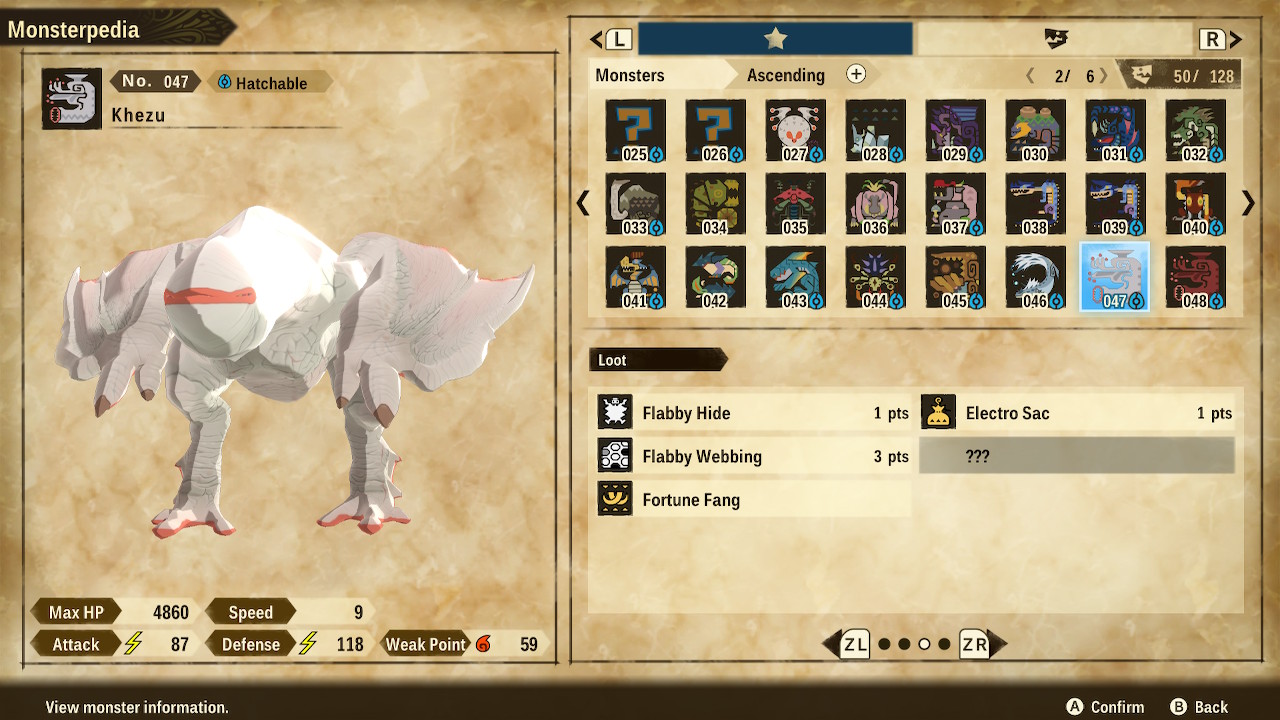 Monsterpedia
No. 047
Hatchable
Khezu
Max HP 4860
Speed 9
Attack 87
Defense 118
Weak Point 59
L
R
Monsters
Ascending
2/ 6
50/ 128
025 026 027 028 029 030 031 032
033 034 035 036 037 038 039 040
041 042 043 044 045 046 047 048
Loot
Flabby Hide 1 pts
Electro Sac 1 pts
Flabby Webbing 3 pts
???
Fortune Fang
ZL ZR
View monster information.
A Confirm
B Back